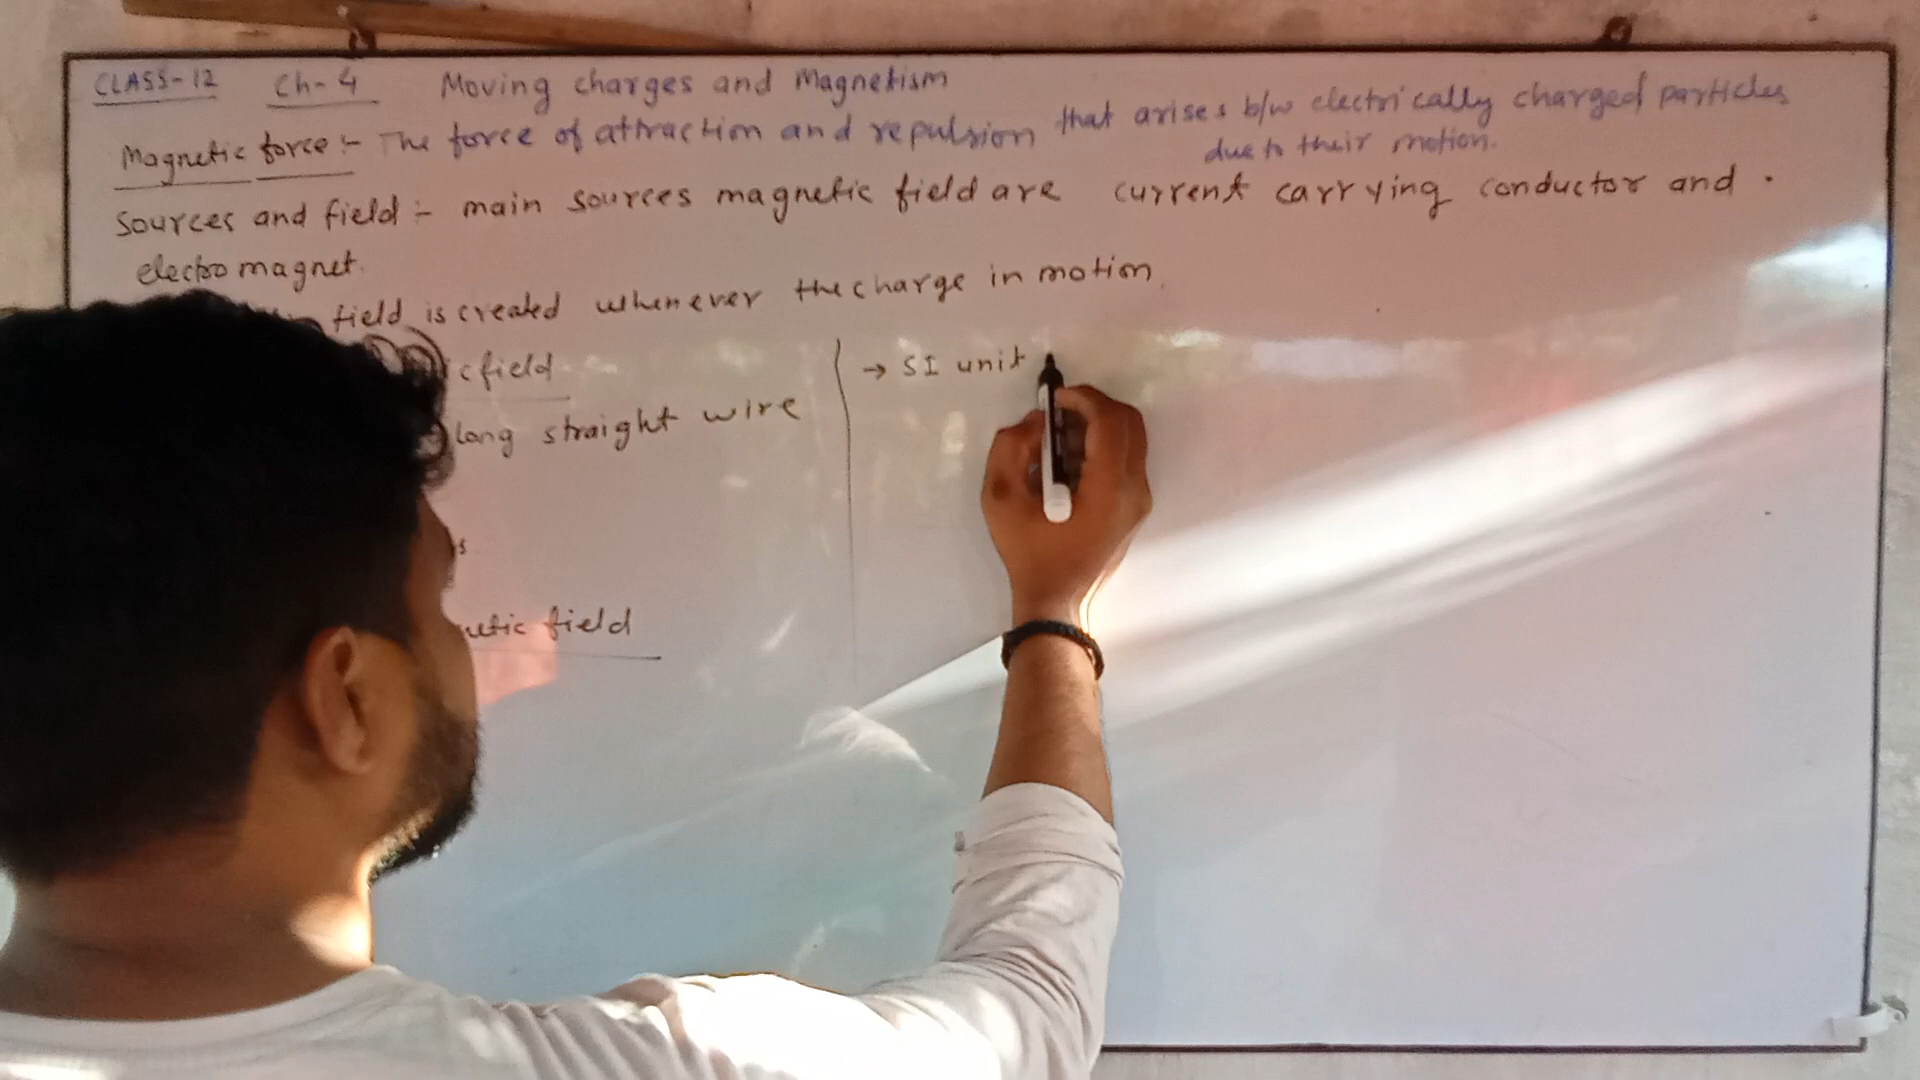 CLASS-12 Ch-4 Moving charges and Magnetism
Magnetic force :- The force of attraction and repulsion that arises b/w electrically charged particles
due to their motion.
Sources and field :- main sources magnetic field are current carrying conductor and
electromagnet.
field is created whenever the charge in motion.
field
long straight wire
field
→ SI unit